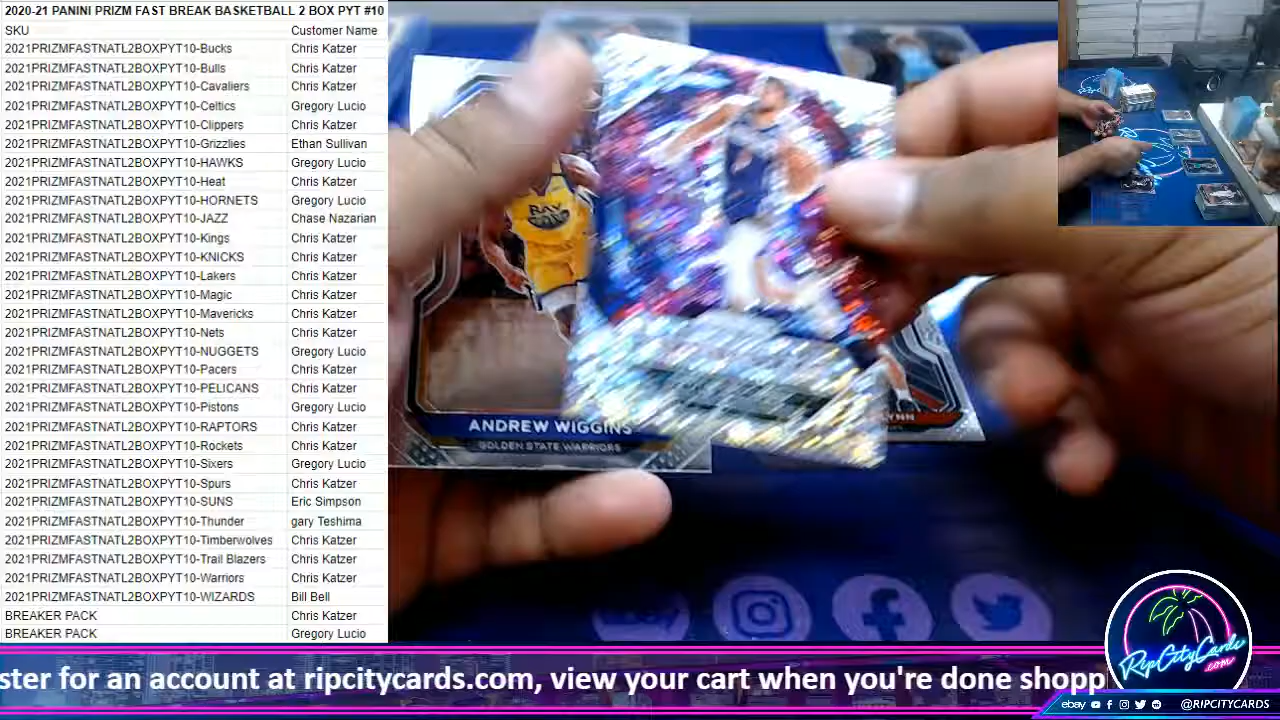 2020-21 PANINI PRIZM FAST BREAK BASKETBALL 2 BOX PYT #10
SKU Customer Name
2021PRIZMFASTNATL2BOXPYT10-Bucks Chris Katzer
2021PRIZMFASTNATL2BOXPYT10-Bulls Chris Katzer
2021PRIZMFASTNATL2BOXPYT10-Cavaliers Chris Katzer
2021PRIZMFASTNATL2BOXPYT10-Celtics Gregory Lucio
2021PRIZMFASTNATL2BOXPYT10-Clippers Chris Katzer
2021PRIZMFASTNATL2BOXPYT10-Grizzlies Ethan Sullivan
2021PRIZMFASTNATL2BOXPYT10-HAWKS Gregory Lucio
2021PRIZMFASTNATL2BOXPYT10-Heat Chris Katzer
2021PRIZMFASTNATL2BOXPYT10-HORNETS Gregory Lucio
2021PRIZMFASTNATL2BOXPYT10-JAZZ Chase Nazarian
2021PRIZMFASTNATL2BOXPYT10-Kings Chris Katzer
2021PRIZMFASTNATL2BOXPYT10-KNICKS Chris Katzer
2021PRIZMFASTNATL2BOXPYT10-Lakers Chris Katzer
2021PRIZMFASTNATL2BOXPYT10-Magic Chris Katzer
2021PRIZMFASTNATL2BOXPYT10-Mavericks Chris Katzer
2021PRIZMFASTNATL2BOXPYT10-Nets Chris Katzer
2021PRIZMFASTNATL2BOXPYT10-NUGGETS Gregory Lucio
2021PRIZMFASTNATL2BOXPYT10-Pacers Chris Katzer
2021PRIZMFASTNATL2BOXPYT10-PELICANS Chris Katzer
2021PRIZMFASTNATL2BOXPYT10-Pistons Gregory Lucio
2021PRIZMFASTNATL2BOXPYT10-RAPTORS Chris Katzer
2021PRIZMFASTNATL2BOXPYT10-Rockets Chris Katzer
2021PRIZMFASTNATL2BOXPYT10-Sixers Gregory Lucio
2021PRIZMFASTNATL2BOXPYT10-Spurs Chris Katzer
2021PRIZMFASTNATL2BOXPYT10-SUNS Eric Simpson
2021PRIZMFASTNATL2BOXPYT10-Thunder gary Teshima
2021PRIZMFASTNATL2BOXPYT10-Timberwolves Chris Katzer
2021PRIZMFASTNATL2BOXPYT10-Trail Blazers Chris Katzer
2021PRIZMFASTNATL2BOXPYT10-Warriors Chris Katzer
2021PRIZMFASTNATL2BOXPYT10-WIZARDS Bill Bell
BREAKER PACK Chris Katzer
BREAKER PACK Gregory Lucio
BAY
ANDREW WIGGINS
GOLDEN STATE WARRIORS
ster for an account at ripcitycards.com, view your cart when you're done shopp
RipCityCards
.com
ebay @RIPCITYCARDS